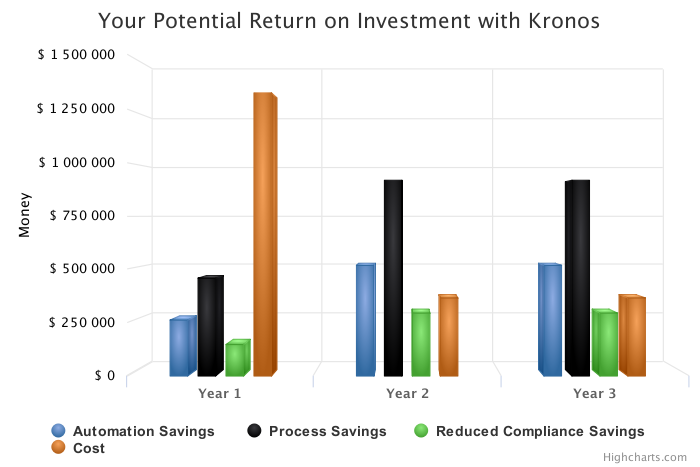 Your Potential Return on Investment with Kronos
$ 1 500 000
$ 1 250 000
$ 1 000 000
$ 750 000
$ 500 000
$ 250 000
$ 0
Money
Year 1
Year 2
Year 3
Automation Savings
Process Savings
Reduced Compliance Savings
Cost
Highcharts.com